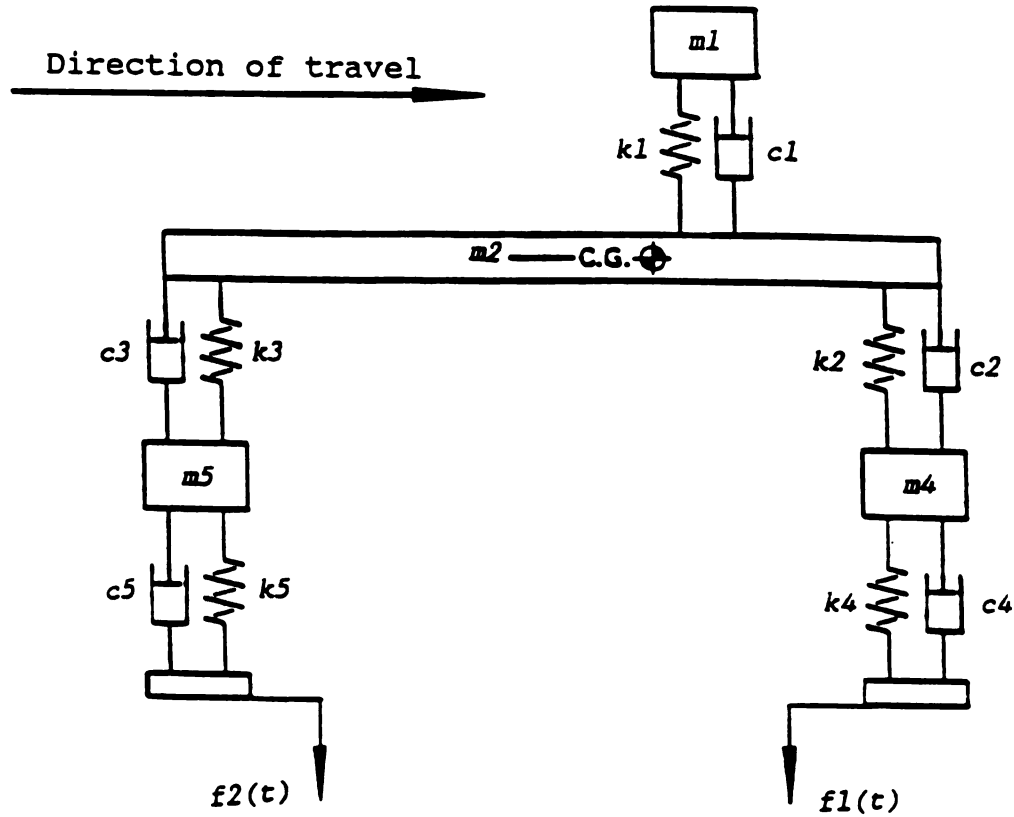 m1
Direction of travel
k1
c1
m2
C.G.
c3
k3
k2
c2
m5
m4
c5
k5
k4
c4
f2(t)
f1(t)